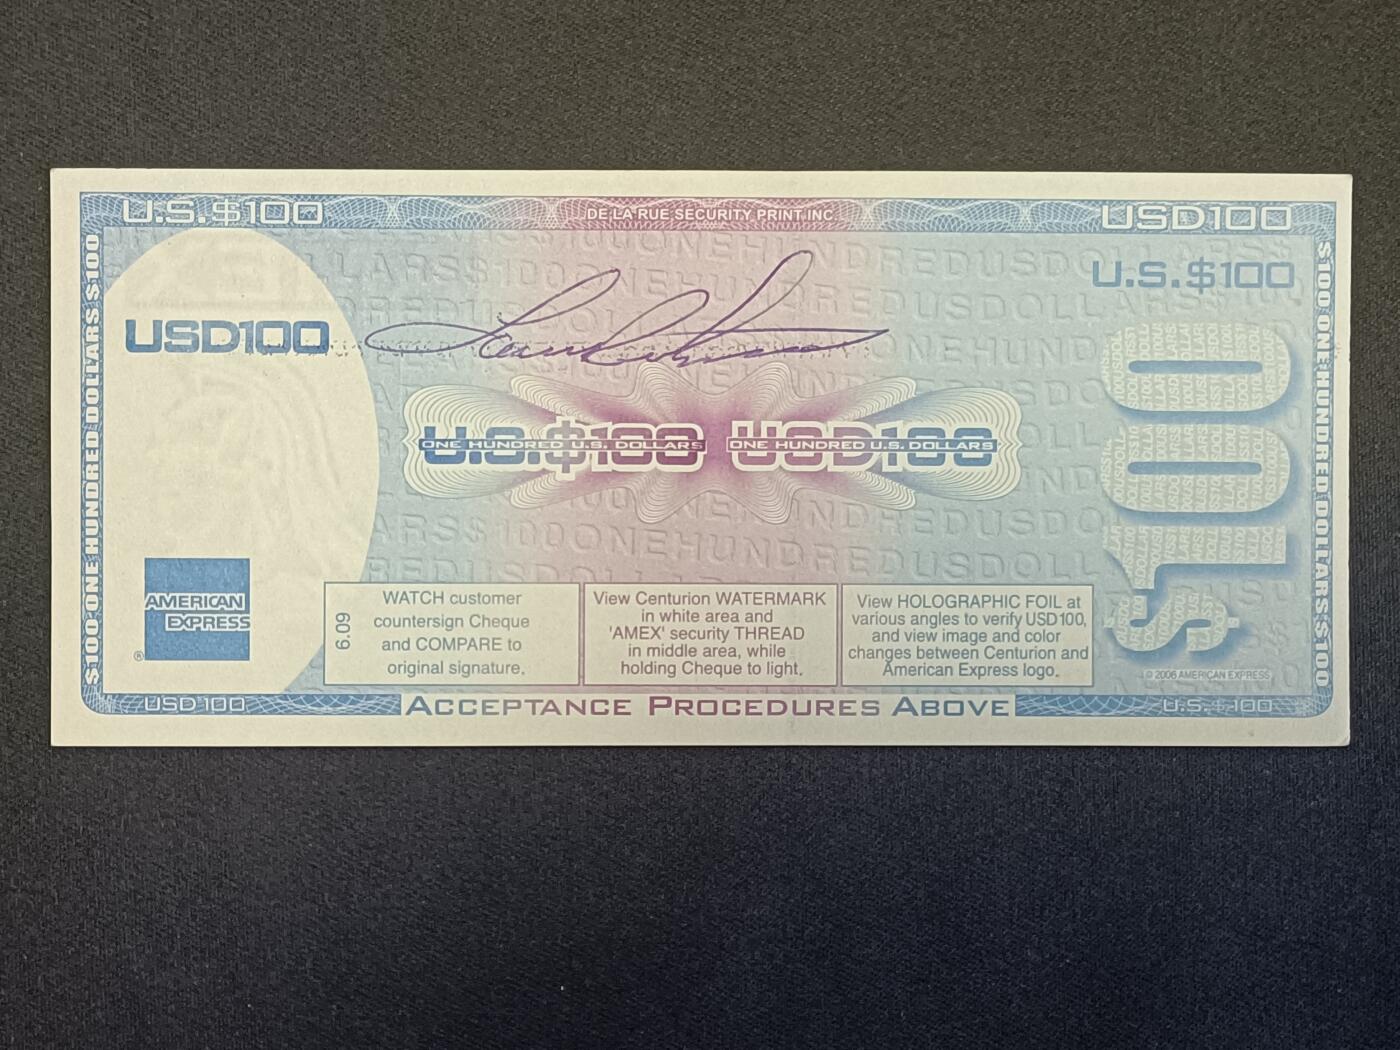 U.S.$100
DE LA RUE SECURITY PRINT INC
USD100
U.S.$100
USD100
$100 ONE HUNDRED DOLLARS $100
$100 ONE HUNDRED DOLLARS $100
U.S.$100 USD100
ONE HUNDRED U.S. DOLLARS ONE HUNDRED U.S. DOLLARS
$100
AMERICAN
EXPRESS
®
6.09
WATCH customer
countersign Cheque
and COMPARE to
original signature.
View Centurion WATERMARK
in white area and
'AMEX' security THREAD
in middle area, while
holding Cheque to light.
View HOLOGRAPHIC FOIL at
various angles to verify USD100,
and view image and color
changes between Centurion and
American Express logo.
© 2006 AMERICAN EXPRESS
USD 100
ACCEPTANCE PROCEDURES ABOVE
U.S. $ 100